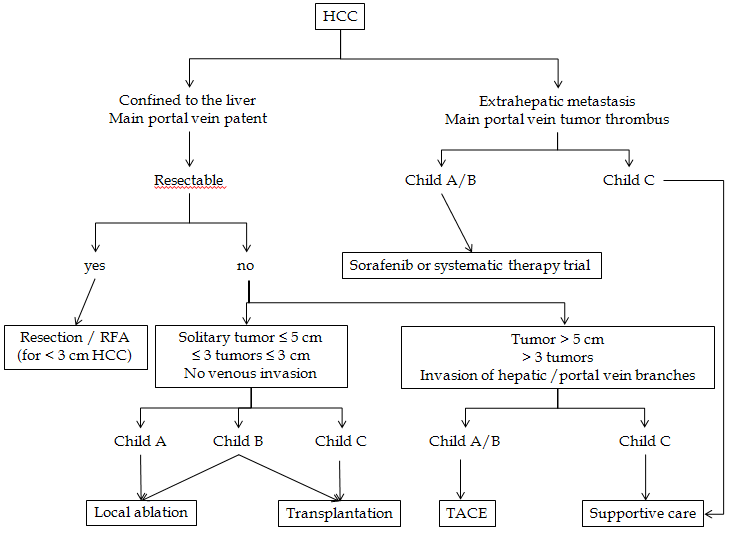 HCC
Confined to the liver
Main portal vein patent
Extrahepatic metastasis
Main portal vein tumor thrombus
Resectable
Child A/B
Child C
yes
no
Sorafenib or systematic therapy trial
Resection / RFA
(for < 3 cm HCC)
Solitary tumor ≤ 5 cm
≤ 3 tumors ≤ 3 cm
No venous invasion
Tumor > 5 cm
> 3 tumors
Invasion of hepatic /portal vein branches
Child A
Child B
Child C
Child A/B
Child C
Local ablation
Transplantation
TACE
Supportive care